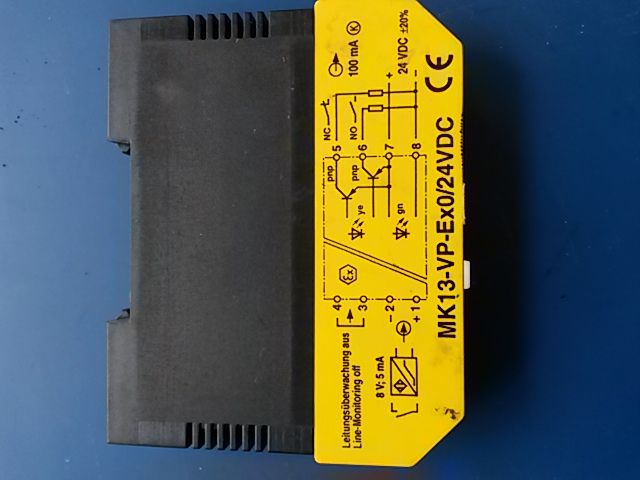 Leitungsüberwachung aus
Line-Monitoring off
4
3
- 2
+ 1
8 V; 5 mA
Ex
ye
gn
pnp
pnp
5
6
7
8
NC
NO
+
-
100 mA K
24 VDC ±20%
CE
MK13-VP-Ex0/24VDC